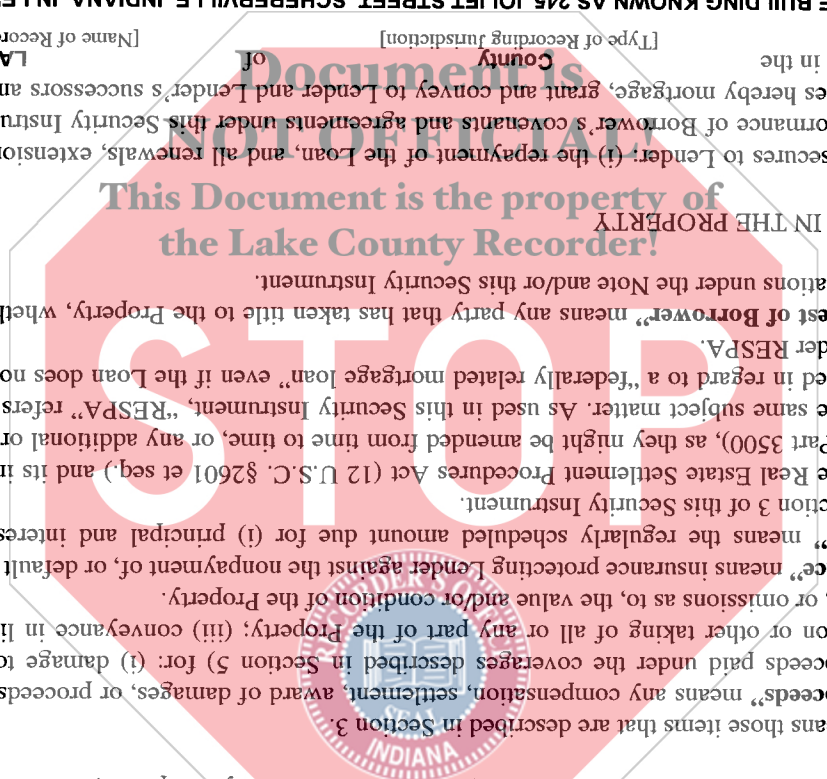 ans those items that are described in Section 3.
ceeds" means any compensation, settlement, award of damages, or proceeds
ceeds paid under the coverages described in Section 5) for: (i) damage to
on or other taking of all or any part of the Property; (iii) conveyance in li
or omissions as to, the value and/or condition of the Property.
ce" means insurance protecting Lender against the nonpayment of, or default
" means the regularly scheduled amount due for (i) principal and interes
ction 3 of this Security Instrument.
e Real Estate Settlement Procedures Act (12 U.S.C. §2601 et seq.) and its i
Part 3500), as they might be amended from time to time, or any additional or
e same subject matter. As used in this Security Instrument, "RESPA" refers
ed in regard to a "federally related mortgage loan" even if the Loan does no
der RESPA.
est of Borrower" means any party that has taken title to the Property, wheth
ations under the Note and/or this Security Instrument.
IN THE PROPERTY
secures to Lender: (i) the repayment of the Loan, and all renewals, extension
ormance of Borrower's covenants and agreements under this Security Instru
es hereby mortgage, grant and convey to Lender and Lender's successors an
in the County of LA
[Type of Recording Jurisdiction] [Name of Record
E BUILDING KNOWN AS 245 JOLIET STREET, SCHERERVILLE, INDIANA, IN LE
Document is
NOT OFFICIAL!
This Document is the property of
the Lake County Recorder!
STOP
RECORDER'S OFFICE
SEAL
INDIANA